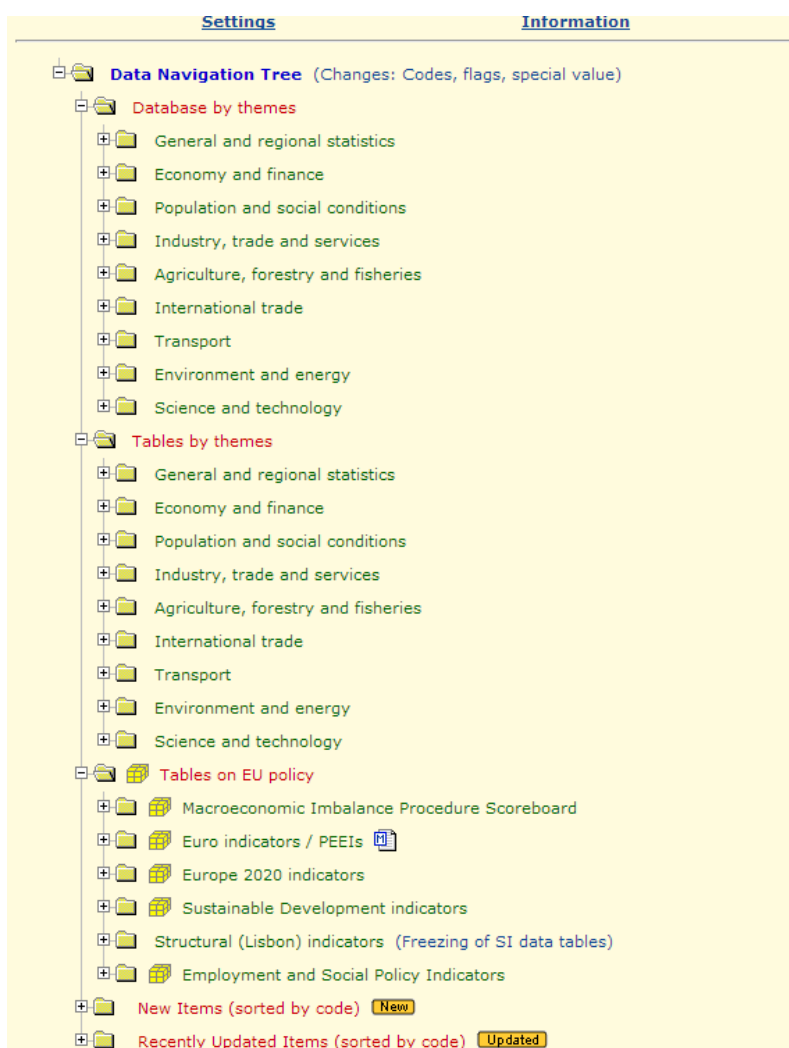 Settings Information
Data Navigation Tree (Changes: Codes, flags, special value)
Database by themes
General and regional statistics
Economy and finance
Population and social conditions
Industry, trade and services
Agriculture, forestry and fisheries
International trade
Transport
Environment and energy
Science and technology
Tables by themes
General and regional statistics
Economy and finance
Population and social conditions
Industry, trade and services
Agriculture, forestry and fisheries
International trade
Transport
Environment and energy
Science and technology
Tables on EU policy
Macroeconomic Imbalance Procedure Scoreboard
Euro indicators / PEEIs M
Europe 2020 indicators
Sustainable Development indicators
Structural (Lisbon) indicators (Freezing of SI data tables)
Employment and Social Policy Indicators
New Items (sorted by code) New
Recently Updated Items (sorted by code) Updated